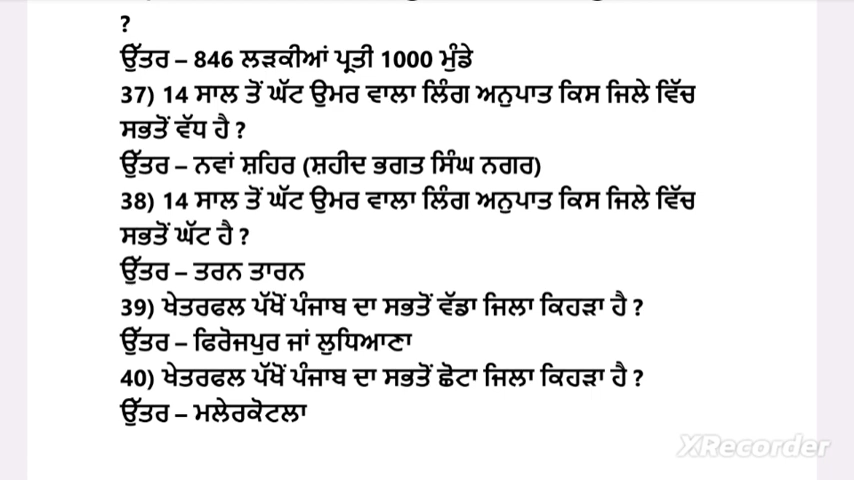 ?
ਉੱਤਰ – 846 ਲੜਕੀਆਂ ਪ੍ਰਤੀ 1000 ਮੁੰਡੇ
37) 14 ਸਾਲ ਤੋਂ ਘੱਟ ਉਮਰ ਵਾਲਾ ਲਿੰਗ ਅਨੁਪਾਤ ਕਿਸ ਜਿਲੇ ਵਿੱਚ
ਸਭਤੋਂ ਵੱਧ ਹੈ ?
ਉੱਤਰ – ਨਵਾਂ ਸ਼ਹਿਰ (ਸ਼ਹੀਦ ਭਗਤ ਸਿੰਘ ਨਗਰ)
38) 14 ਸਾਲ ਤੋਂ ਘੱਟ ਉਮਰ ਵਾਲਾ ਲਿੰਗ ਅਨੁਪਾਤ ਕਿਸ ਜਿਲੇ ਵਿੱਚ
ਸਭਤੋਂ ਘੱਟ ਹੈ ?
ਉੱਤਰ – ਤਰਨ ਤਾਰਨ
39) ਖੇਤਰਫਲ ਪੱਖੋਂ ਪੰਜਾਬ ਦਾ ਸਭਤੋਂ ਵੱਡਾ ਜਿਲਾ ਕਿਹੜਾ ਹੈ ?
ਉੱਤਰ – ਫਿਰੋਜਪੁਰ ਜਾਂ ਲੁਧਿਆਣਾ
40) ਖੇਤਰਫਲ ਪੱਖੋਂ ਪੰਜਾਬ ਦਾ ਸਭਤੋਂ ਛੋਟਾ ਜਿਲਾ ਕਿਹੜਾ ਹੈ ?
ਉੱਤਰ – ਮਲੇਰਕੋਟਲਾ
XRecorder